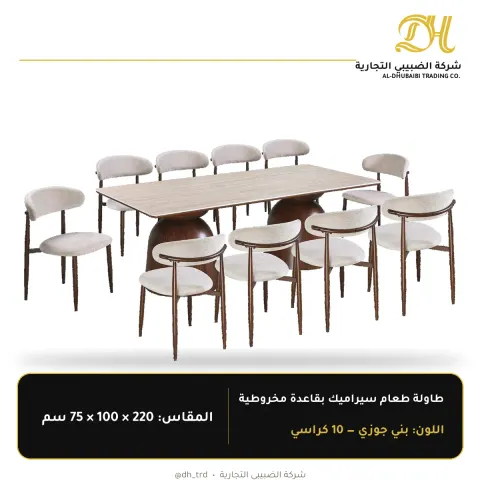 DH
شركة الضبيبي التجارية
AL-DHUBAIBI TRADING CO.
طاولة طعام سيراميك بقاعدة مخروطية
اللون: بني جوزي – 10 كراسي
المقاس: 220 × 100 × 75 سم
شركة الضبيبي التجارية • @dh_trd